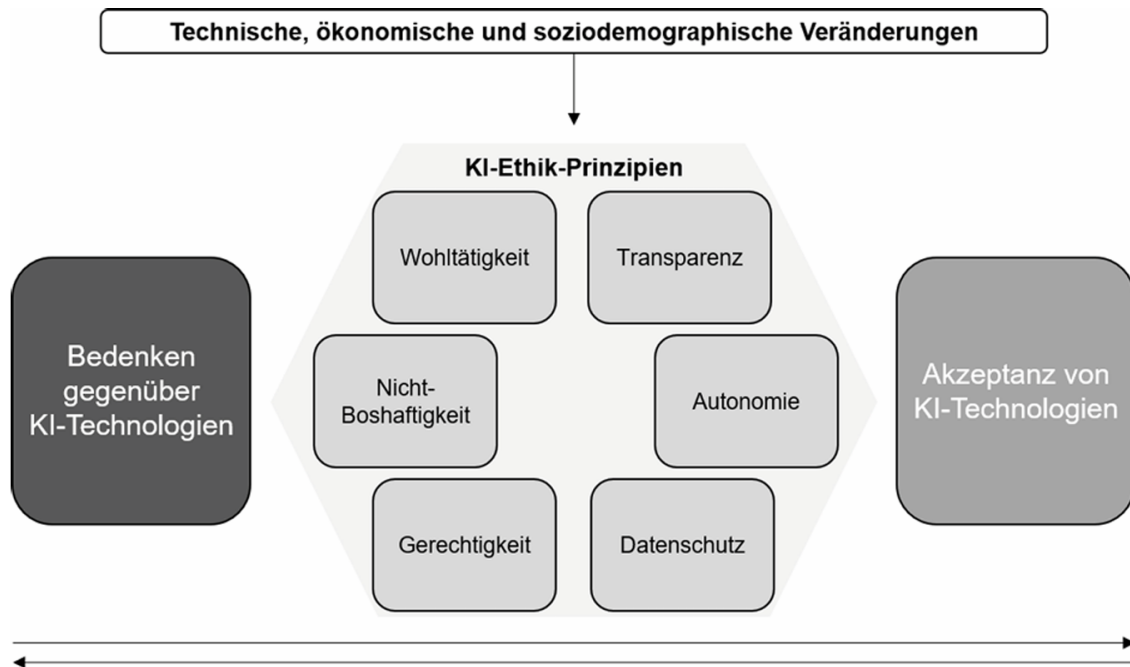 Technische, ökonomische und soziodemographische Veränderungen
KI-Ethik-Prinzipien
Wohltätigkeit
Transparenz
Bedenken
gegenüber
KI-Technologien
Nicht-
Boshaftigkeit
Autonomie
Akzeptanz von
KI-Technologien
Gerechtigkeit
Datenschutz